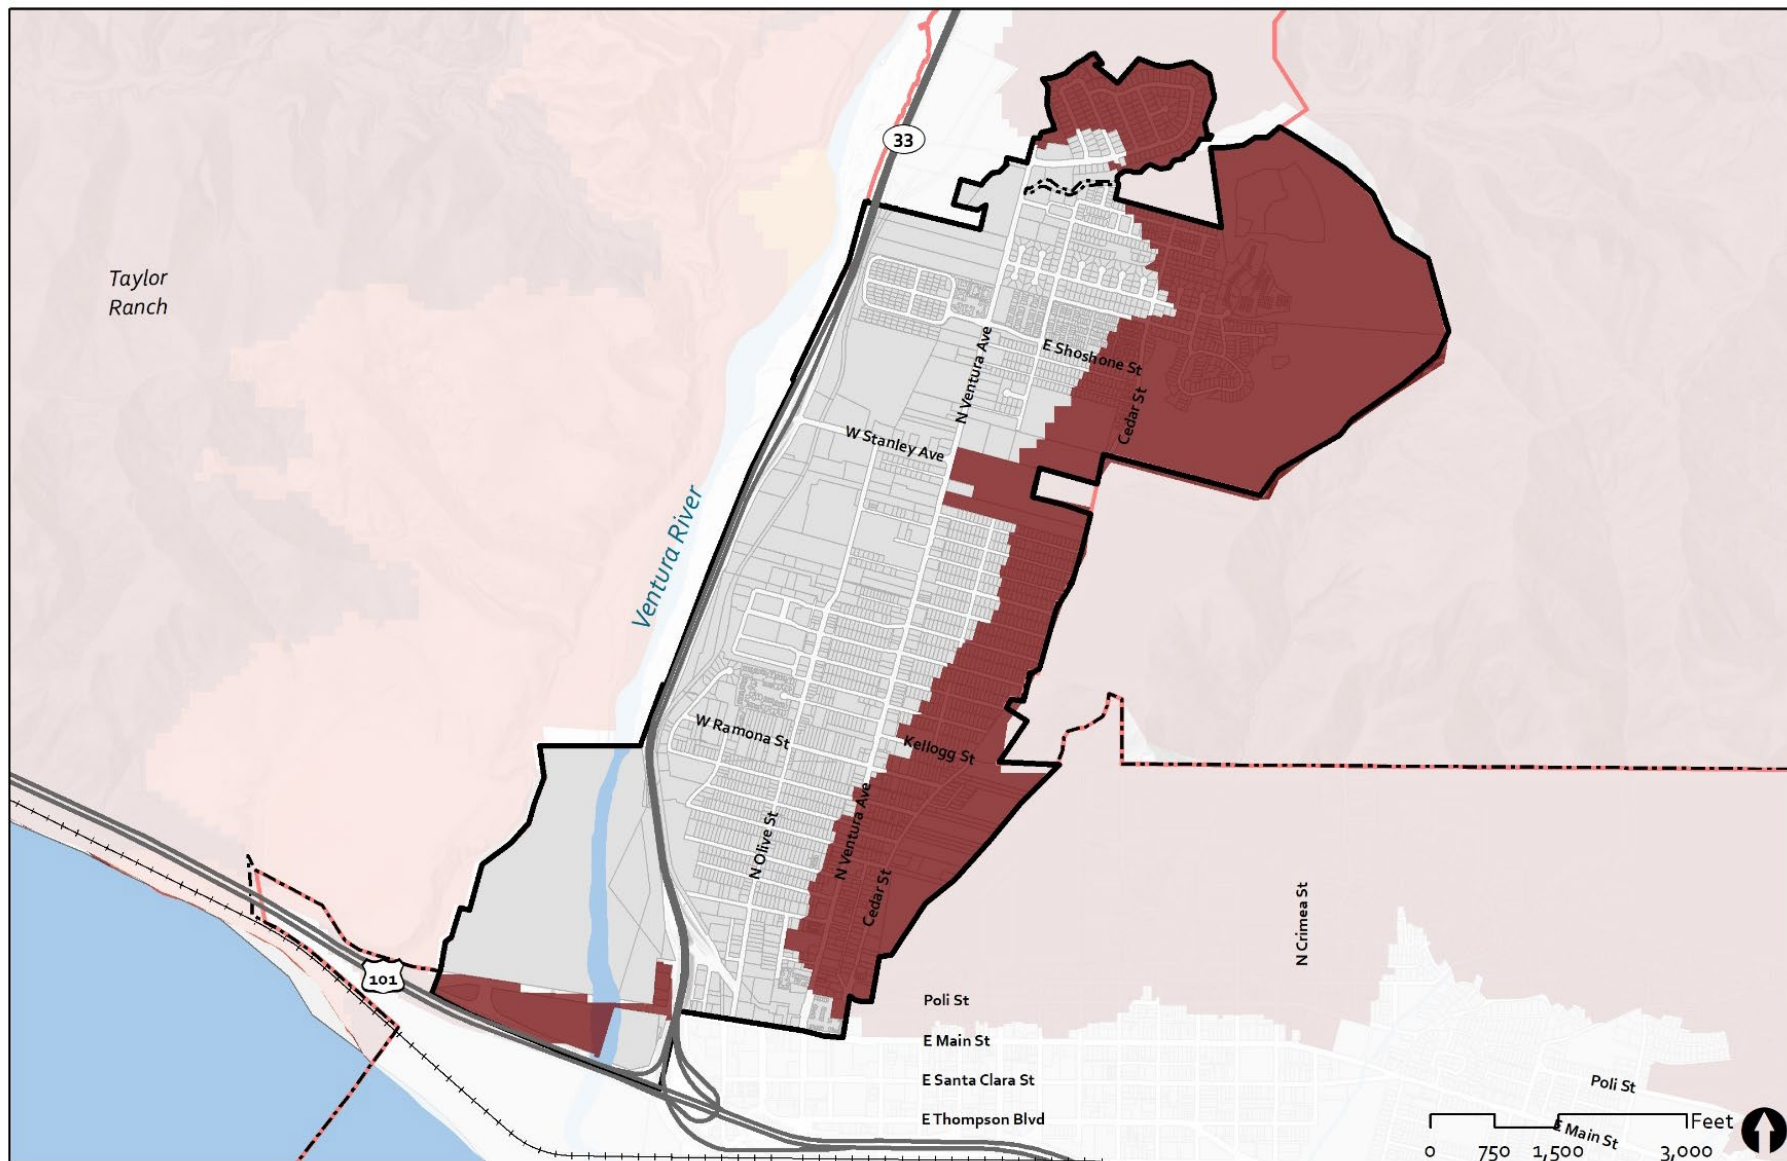 33
Taylor
Ranch
E Shoshone St
N Ventura Ave
Cedar St
W Stanley Ave
Ventura River
W Ramona St
Kellogg St
N Olive St
N Ventura Ave
Cedar St
N Crimea St
101
Poli St
E Main St
E Santa Clara St
E Thompson Blvd
Poli St
E Main St
Feet
0 750 1,500 3,000